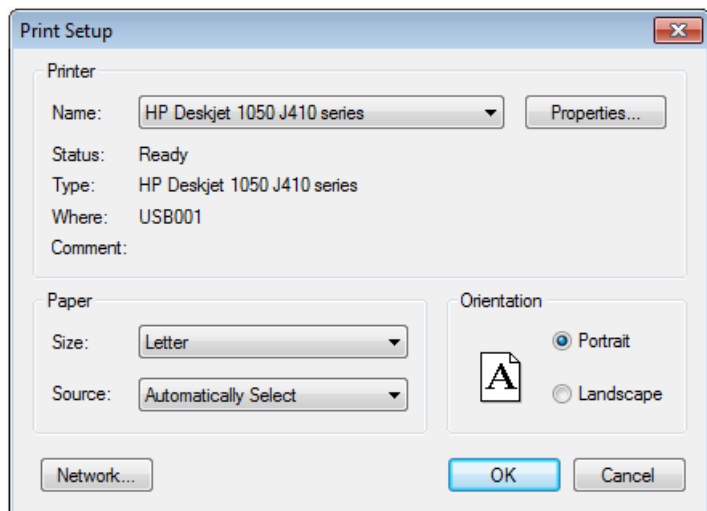 Print Setup
Printer
Name: HP Deskjet 1050 J410 series Properties...
Status: Ready
Type: HP Deskjet 1050 J410 series
Where: USB001
Comment:
Paper
Size: Letter
Source: Automatically Select
Orientation
A
Portrait
Landscape
Network... OK Cancel